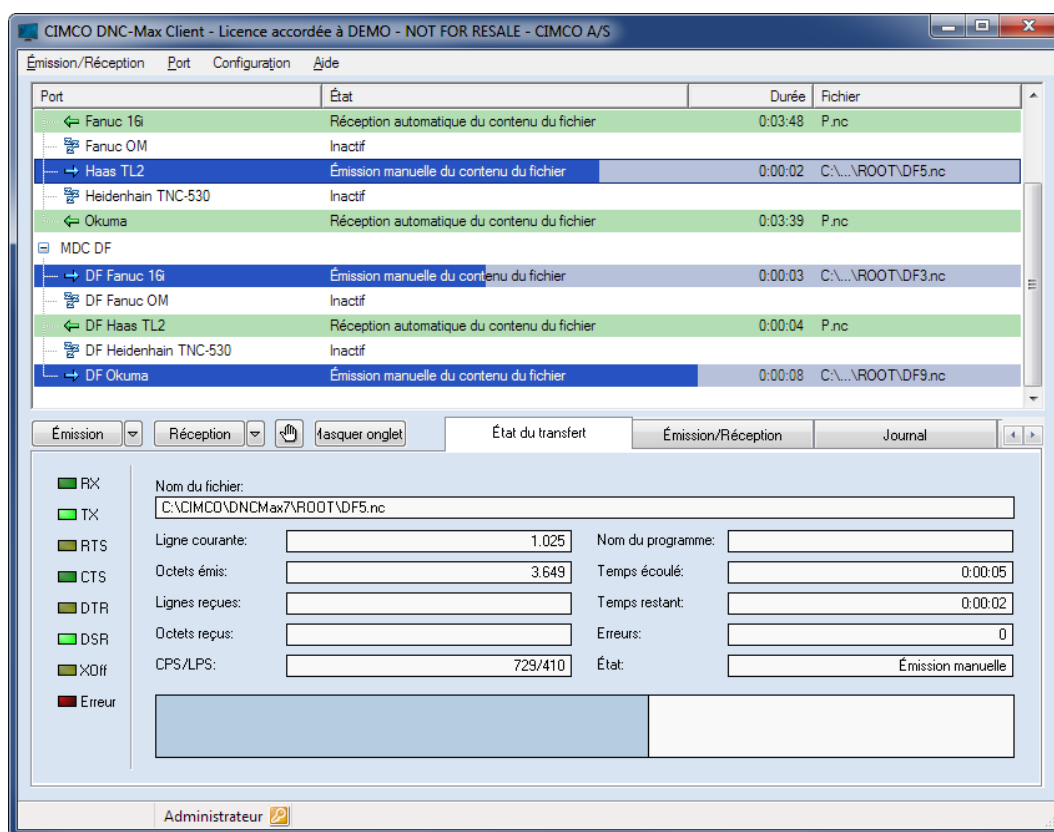 CIMCO DNC-Max Client - Licence accordée à DEMO - NOT FOR RESALE - CIMCO A/S
Émission/Réception Port Configuration Aide
Port État Durée Fichier
Fanuc 16i Réception automatique du contenu du fichier 0:03:48 P.nc
Fanuc OM Inactif
Haas TL2 Émission manuelle du contenu du fichier 0:00:02 C:\...\ROOT\DF5.nc
Heidenhain TNC-530 Inactif
Okuma Réception automatique du contenu du fichier 0:03:39 P.nc
MDC DF
DF Fanuc 16i Émission manuelle du contenu du fichier 0:00:03 C:\...\ROOT\DF3.nc
DF Fanuc OM Inactif
DF Haas TL2 Réception automatique du contenu du fichier 0:00:04 P.nc
DF Heidenhain TNC-530 Inactif
DF Okuma Émission manuelle du contenu du fichier 0:00:08 C:\...\ROOT\DF9.nc
Émission Réception asquer onglet État du transfert Émission/Réception Journal
RX Nom du fichier:
C:\CIMCO\DNCMax7\ROOT\DF5.nc
TX
RTS Ligne courante: 1.025 Nom du programme:
CTS Octets émis: 3.649 Temps écoulé: 0:00:05
DTR Lignes reçues: Temps restant: 0:00:02
DSR Octets reçus: Erreurs: 0
XOff CPS/LPS: 729/410 État: Émission manuelle
Erreur
Administrateur